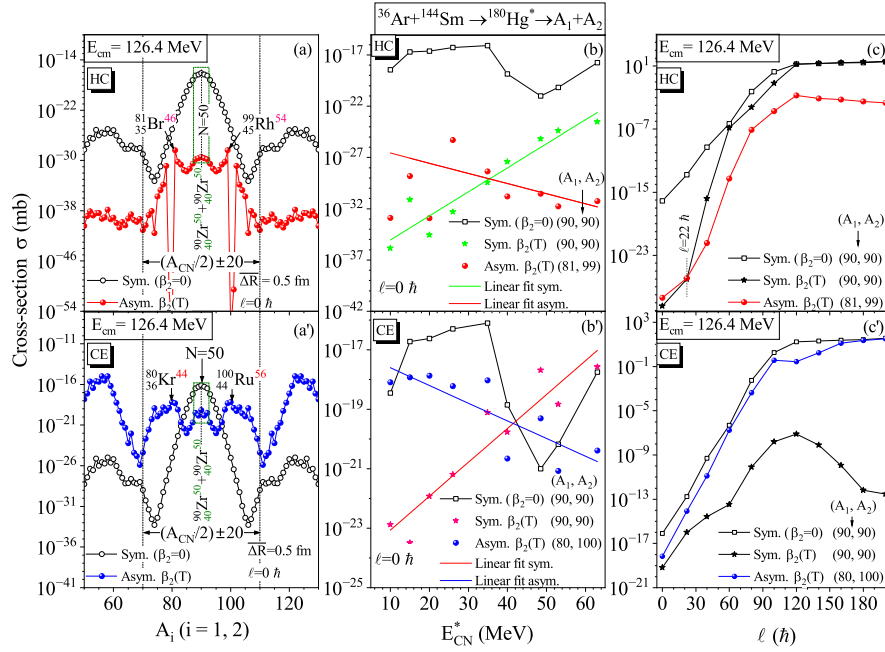 ³⁶Ar+¹⁴⁴Sm→¹⁸⁰Hg*→A₁+A₂
Cross-section σ (mb)
E_cm= 126.4 MeV
(a)
HC
10⁻¹⁴
10⁻²²
10⁻³⁰
10⁻³⁸
10⁻⁴⁶
10⁻⁵⁴
⁸¹₃₅Br⁴⁶
⁹⁹₄₅Rh⁵⁴
N=50
⁹⁰₄₀Zr⁵⁰+⁹⁰₄₀Zr⁵⁰
(A_CN/2)±20
Sym. (β₂=0)
Asym. β₂(T)
ΔR = 0.5 fm
ℓ=0 ℏ
E_cm= 126.4 MeV
(a')
CE
10⁻¹¹
10⁻¹⁶
10⁻²¹
10⁻²⁸
10⁻³³
10⁻⁴¹
N=50
⁸⁰₃₆Kr⁴⁴
¹⁰⁰₄₄Ru⁵⁶
⁹⁰₄₀Zr⁵⁰+⁹⁰₄₀Zr⁵⁰
(A_CN/2)±20
Sym. (β₂=0)
Asym. β₂(T)
ΔR=0.5 fm
ℓ=0 ℏ
60 80 100 120
A_i (i = 1, 2)
HC
(b)
10⁻¹⁷
10⁻²²
10⁻²⁷
10⁻³²
10⁻³⁷
10⁻⁴²
(A₁, A₂)
Sym. (β₂=0) (90, 90)
Sym. β₂(T) (90, 90)
Asym. β₂(T) (81, 99)
Linear fit sym.
Linear fit asym.
ℓ=0 ℏ
CE
(b')
10⁻¹⁷
10⁻¹⁹
10⁻²¹
10⁻²³
10⁻²⁵
(A₁, A₂)
Sym. (β₂=0) (90, 90)
Sym. β₂(T) (90, 90)
Asym. β₂(T) (80, 100)
Linear fit sym.
Linear fit asym.
ℓ=0 ℏ
10 20 30 40 50 60
E*_CN (MeV)
E_cm= 126.4 MeV
(c)
HC
10¹
10⁻⁷
10⁻¹⁵
10⁻²³
ℓ=22 ℏ
(A₁, A₂)
Sym. (β₂=0) (90, 90)
Sym. β₂(T) (90, 90)
Asym. β₂(T) (81, 99)
E_cm= 126.4 MeV
(c')
CE
10³
10⁻¹
10⁻⁵
10⁻⁹
10⁻¹³
10⁻¹⁷
10⁻²¹
(A₁, A₂)
Sym. (β₂=0) (90, 90)
Sym. β₂(T) (90, 90)
Asym. β₂(T) (80, 100)
0 30 60 90 120 150 180
ℓ (ℏ)